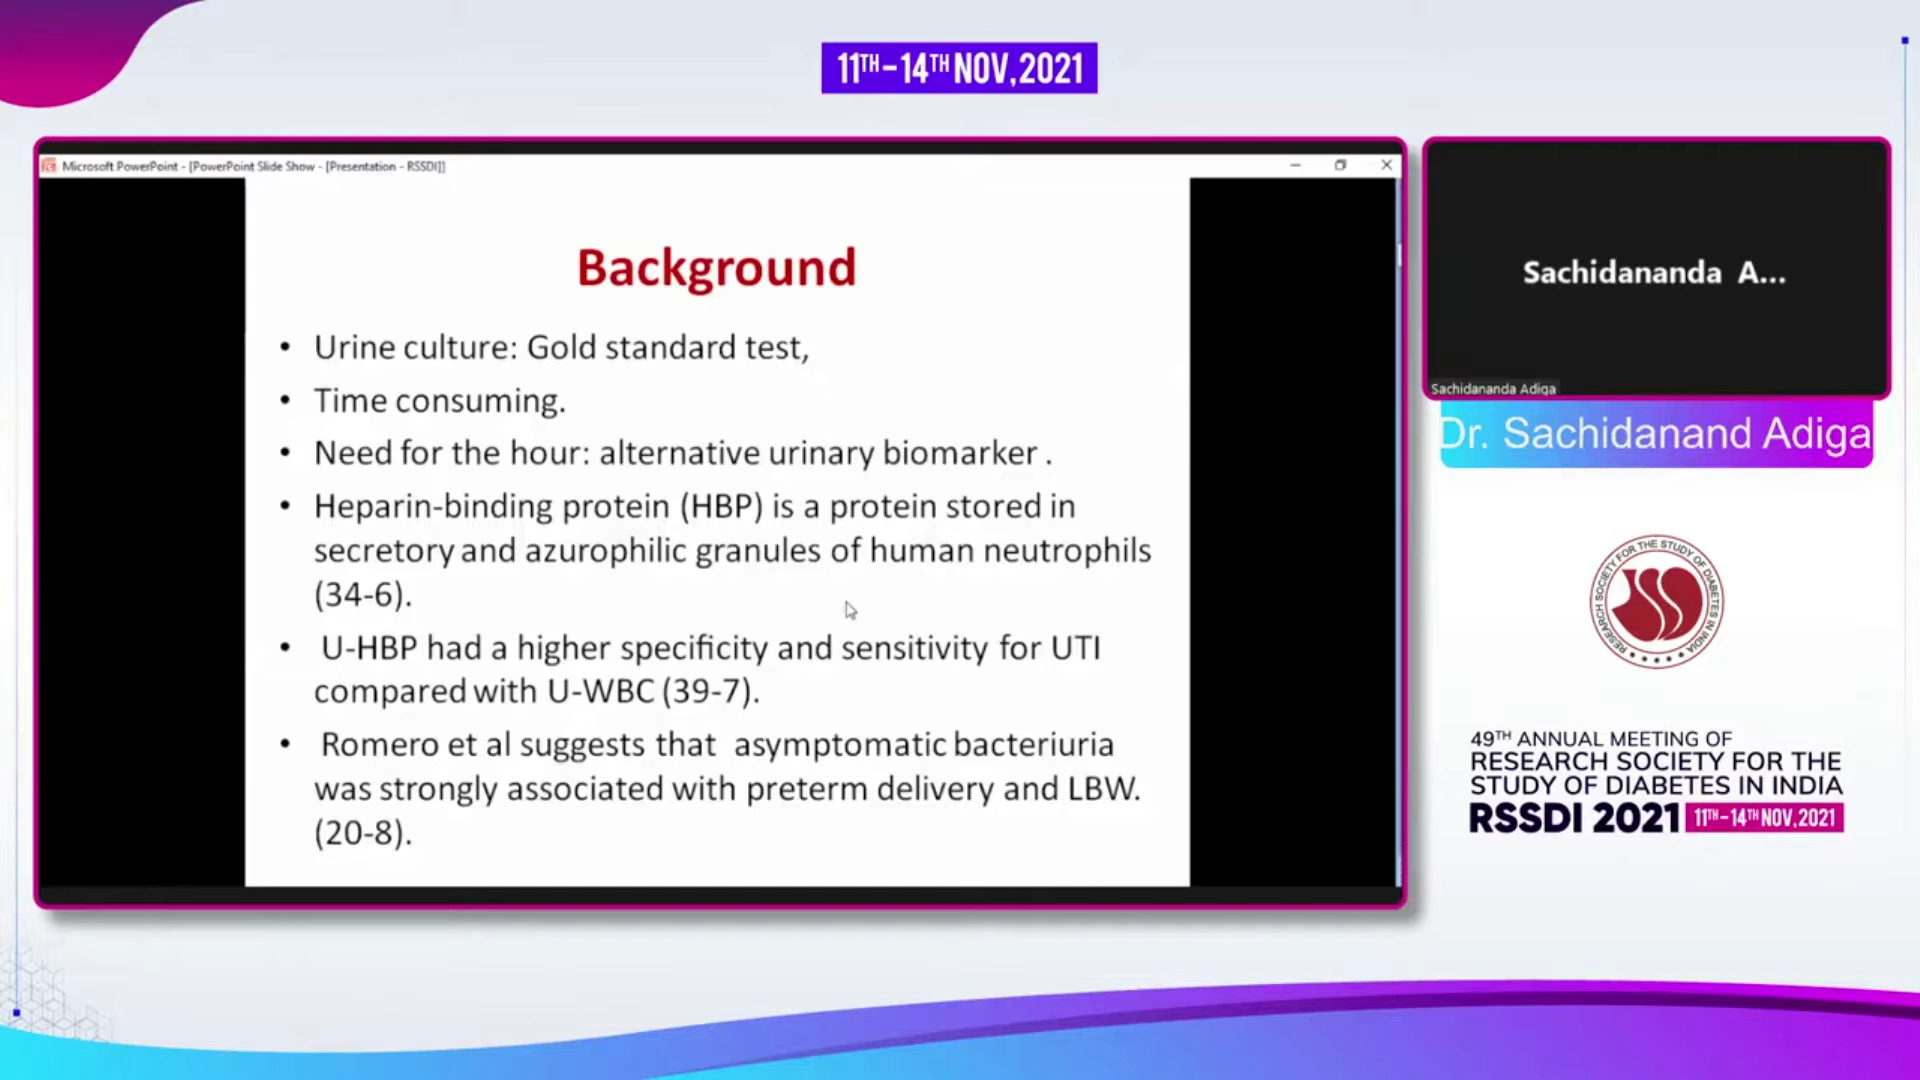 11TH-14TH NOV, 2021
Microsoft PowerPoint - [PowerPoint Slide Show - [Presentation - RSSDI]]
Background
• Urine culture: Gold standard test,
• Time consuming.
• Need for the hour: alternative urinary biomarker .
• Heparin-binding protein (HBP) is a protein stored in
secretory and azurophilic granules of human neutrophils
(34-6).
• U-HBP had a higher specificity and sensitivity for UTI
compared with U-WBC (39-7).
• Romero et al suggests that asymptomatic bacteriuria
was strongly associated with preterm delivery and LBW.
(20-8).
Sachidananda A...
Sachidananda Adiga
Dr. Sachidanand Adiga
RESEARCH SOCIETY FOR THE STUDY OF DIABETES IN INDIA
49TH ANNUAL MEETING OF
RESEARCH SOCIETY FOR THE
STUDY OF DIABETES IN INDIA
RSSDI 2021 11TH-14TH NOV, 2021